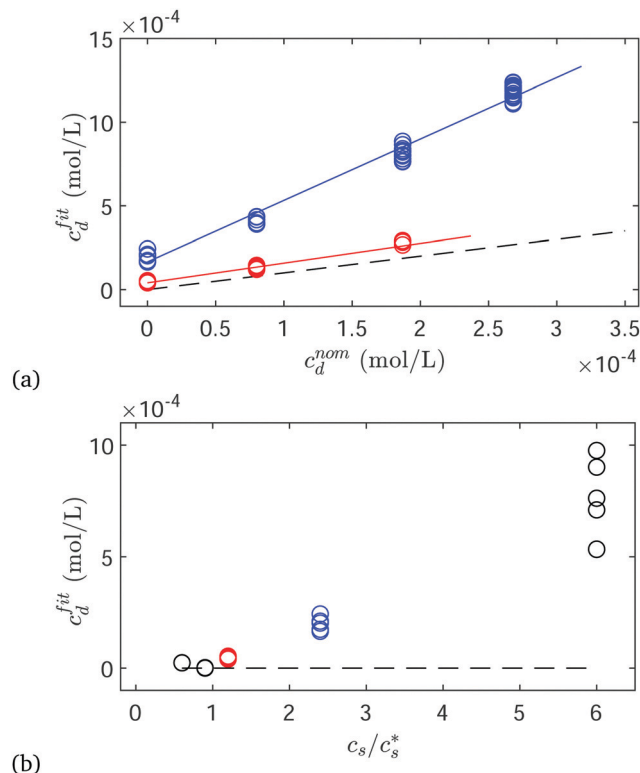 ×10⁻⁴
15
10
5
0
c_d^{fit} (mol/L)
0 0.5 1 1.5 2 2.5 3 3.5
c_d^{nom} (mol/L)
×10⁻⁴
(a)
×10⁻⁴
10
5
0
c_d^{fit} (mol/L)
0 1 2 3 4 5 6
c_s/c_s^*
(b)